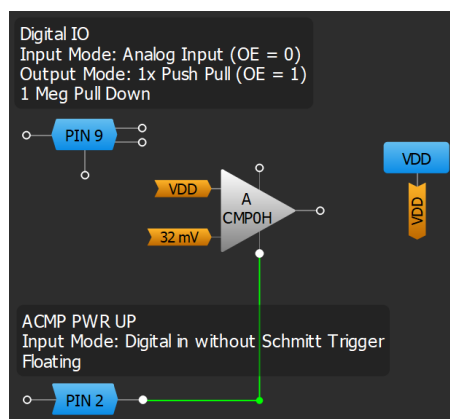 Digital IO
Input Mode: Analog Input (OE = 0)
Output Mode: 1x Push Pull (OE = 1)
1 Meg Pull Down
PIN 9
VDD
A
CMP0H
32 mV
VDD
VDD
ACMP PWR UP
Input Mode: Digital in without Schmitt Trigger
Floating
PIN 2